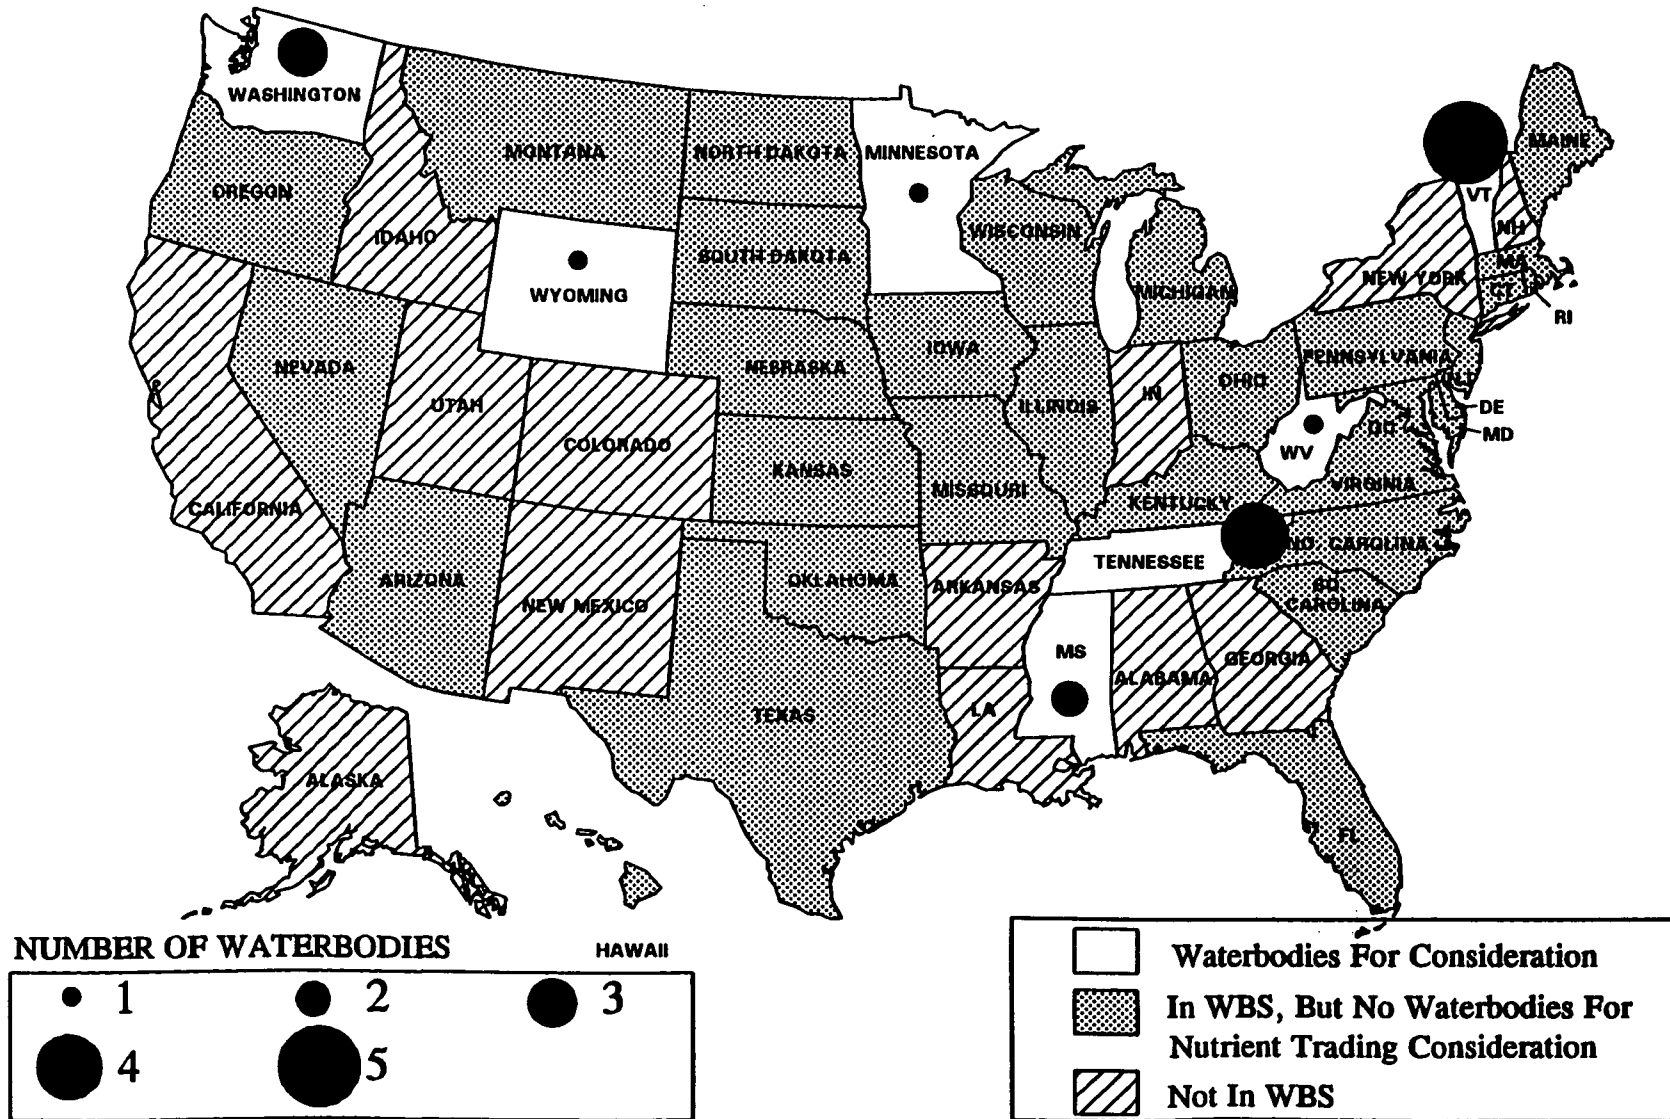 WASHINGTON
MONTANA
NORTH DAKOTA
MINNESOTA
MAINE
OREGON
VT
IDAHO
NH
WISCONSIN
SOUTH DAKOTA
MA
NEW YORK
CT
WYOMING
MICHIGAN
RI
NEVADA
NEBRASKA
IOWA
PENNSYLVANIA
OHIO
UTAH
ILLINOIS
IN
DE
COLORADO
MD
WV
KANSAS
MISSOURI
VIRGINIA
CALIFORNIA
KENTUCKY
NO. CAROLINA
TENNESSEE
ARIZONA
OKLAHOMA
ARKANSAS
NEW MEXICO
SO.
CAROLINA
MS
GEORGIA
ALABAMA
LA
TEXAS
ALASKA
FL
HAWAII
NUMBER OF WATERBODIES
1 2 3
4 5
Waterbodies For Consideration
In WBS, But No Waterbodies For
Nutrient Trading Consideration
Not In WBS